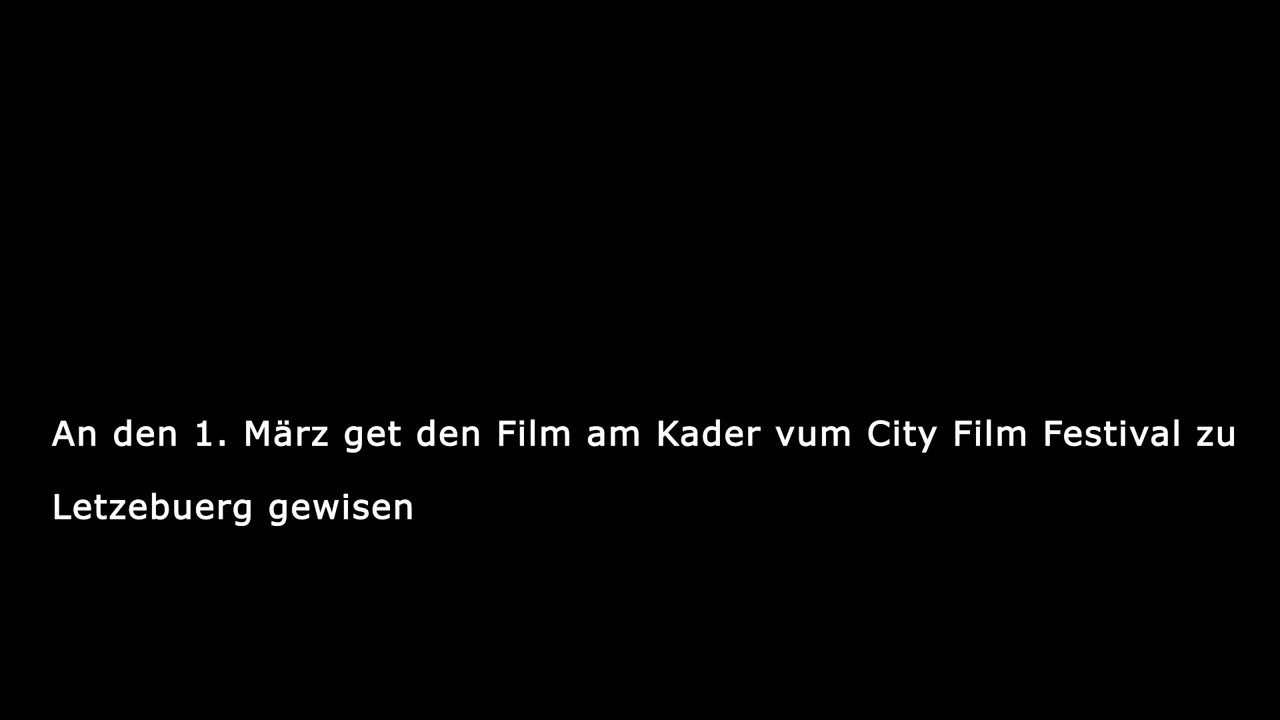 An den 1. März get den Film am Kader vum City Film Festival zu
Letzebuerg gewisen